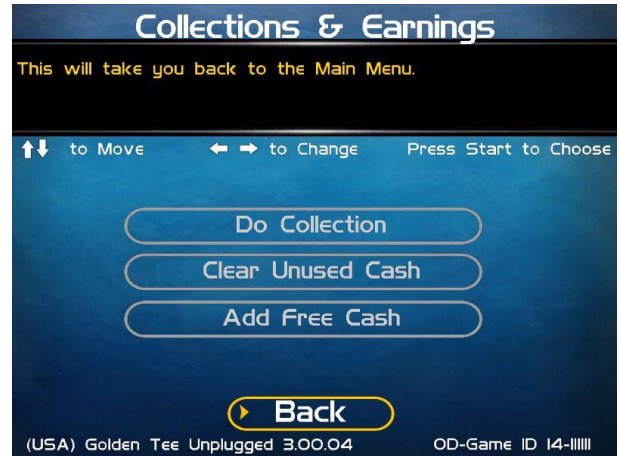 Collections & Earnings
This will take you back to the Main Menu.
to Move to Change Press Start to Choose
Do Collection
Clear Unused Cash
Add Free Cash
Back
(USA) Golden Tee Unplugged 3.00.04 OD-Game ID 14-111111